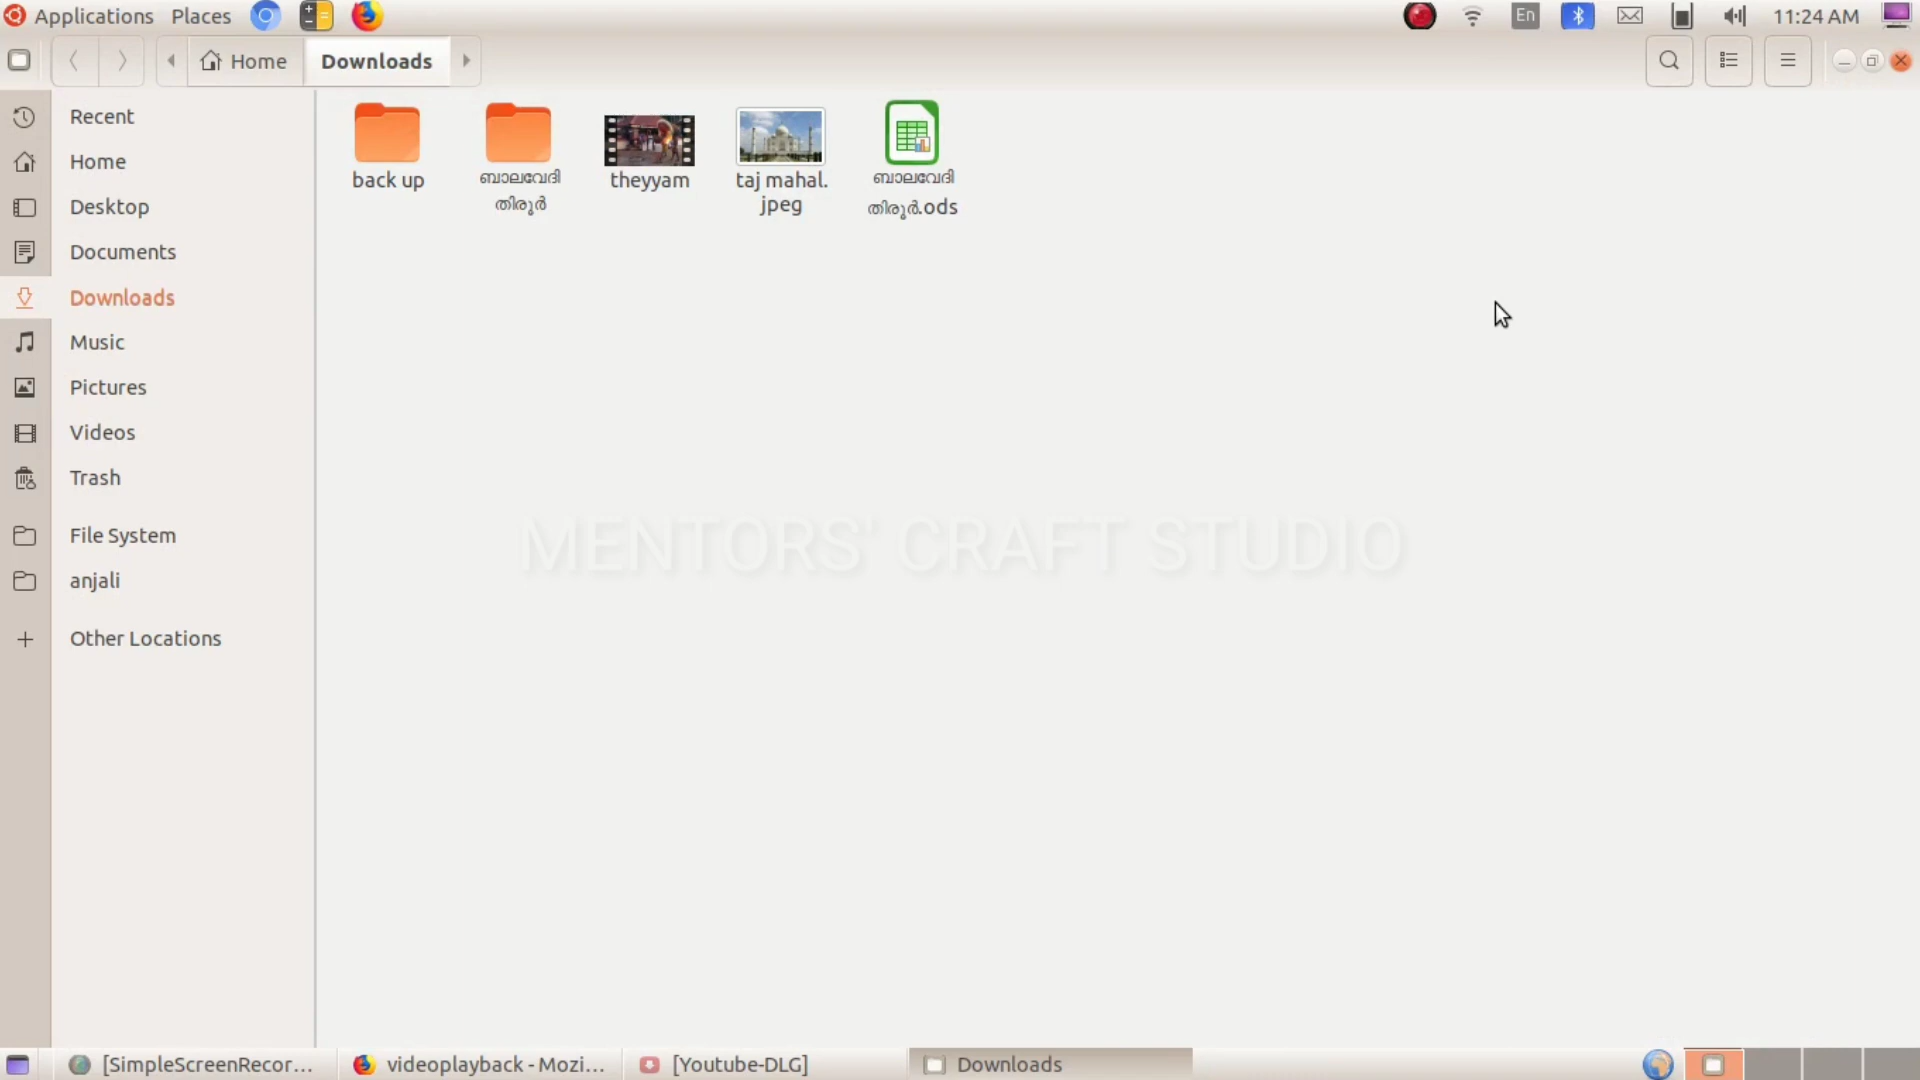 Applications Places En 11:24 AM
Home Downloads
Recent
Home
Desktop
Documents
Downloads
Music
Pictures
Videos
Trash
File System
anjali
Other Locations
back up
ബാലവേദി
തിരൂർ
theyyam
taj mahal.
jpeg
ബാലവേദി
തിരൂർ.ods
MENTORS' CRAFT STUDIO
[SimpleScreenRecor... videoplayback - Mozi... [Youtube-DLG] Downloads